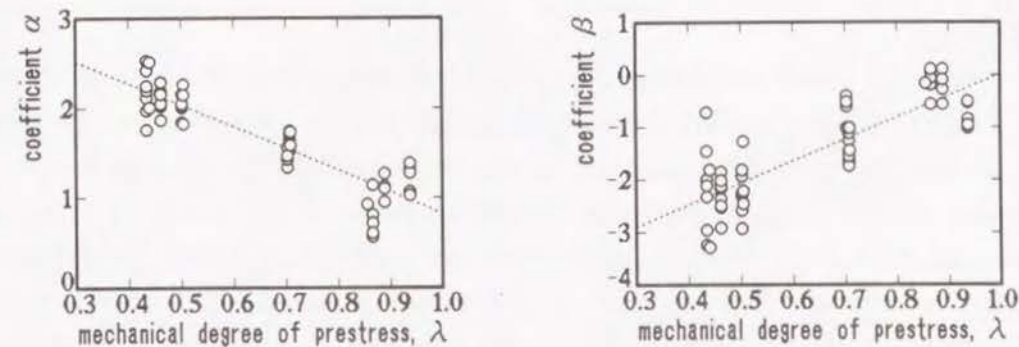 coefficient α
3
2
1
0
0.3 0.4 0.5 0.6 0.7 0.8 0.9 1.0
mechanical degree of prestress, λ
coefficient β
1
0
-1
-2
-3
-4
0.3 0.4 0.5 0.6 0.7 0.8 0.9 1.0
mechanical degree of prestress, λ